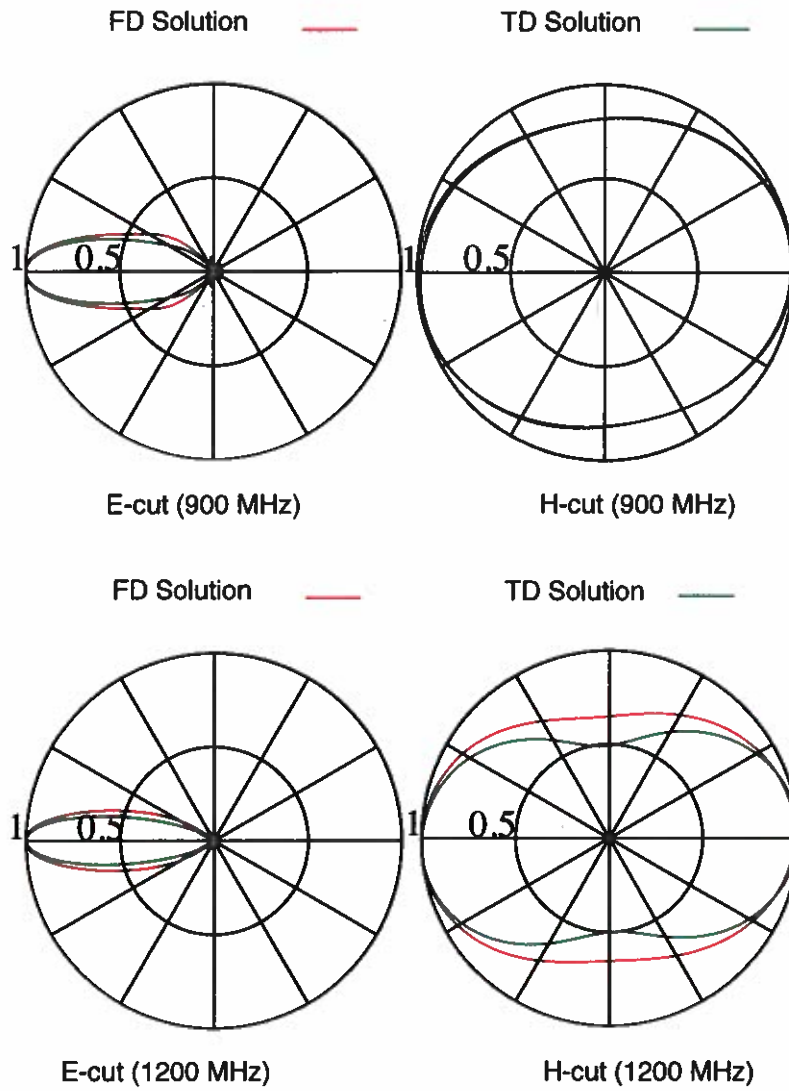 FD Solution
TD Solution
1
0.5
1
0.5
E-cut (900 MHz)
H-cut (900 MHz)
FD Solution
TD Solution
1
0.5
1
0.5
E-cut (1200 MHz)
H-cut (1200 MHz)